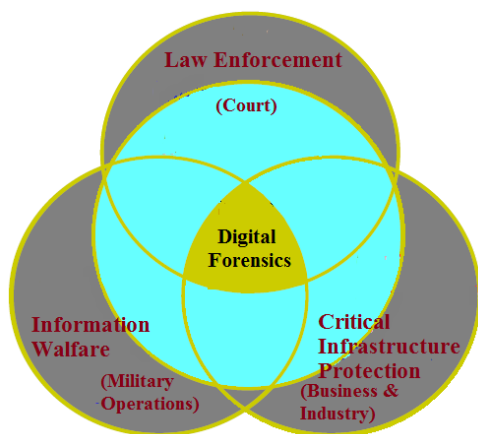 Law Enforcement
(Court)
Digital
Forensics
Information
Walfare
(Military
Operations)
Critical
Infrastructure
Protection
(Business &
Industry)